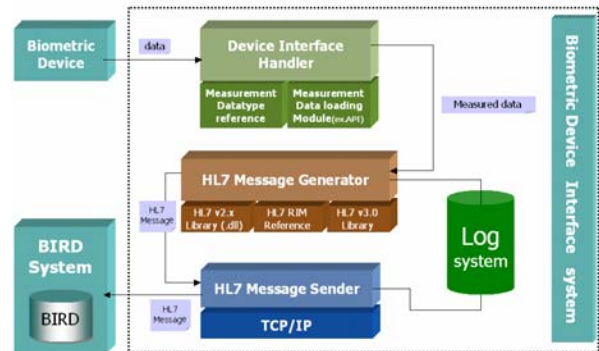 Biometric
Device
data
Device Interface
Handler
Measurement
Datatype
reference
Measurement
Data loading
Module(ex.API)
Measured data
HL7 Message Generator
HL7 v2.x
Library (.dll)
HL7 RIM
Reference
HL7 v3.0
Library
HL7
Message
Log
system
BIRD
System
BIRD
HL7 Message Sender
TCP/IP
HL7
Message
Biometric Device Interface system